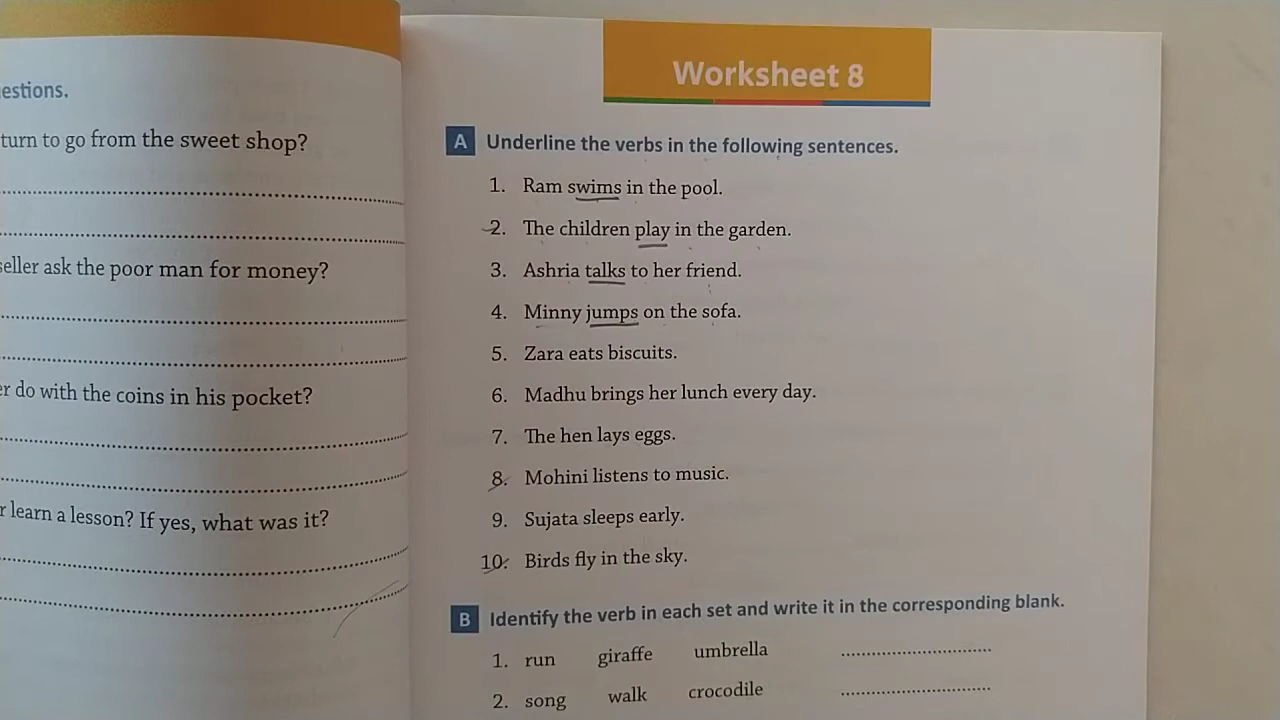 estions.
turn to go from the sweet shop?
seller ask the poor man for money?
er do with the coins in his pocket?
r learn a lesson? If yes, what was it?
Worksheet 8
A Underline the verbs in the following sentences.
1. Ram swims in the pool.
2. The children play in the garden.
3. Ashria talks to her friend.
4. Minny jumps on the sofa.
5. Zara eats biscuits.
6. Madhu brings her lunch every day.
7. The hen lays eggs.
8. Mohini listens to music.
9. Sujata sleeps early.
10. Birds fly in the sky.
B Identify the verb in each set and write it in the corresponding blank.
1. run giraffe umbrella
2. song walk crocodile